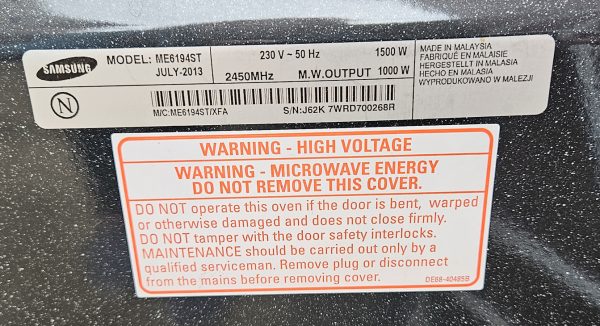 SAMSUNG
MODEL: ME6194ST
JULY-2013
230 V ~ 50 Hz
1500 W
2450MHz
M.W.OUTPUT
1000 W
MADE IN MALAYSIA
FABRIQUÉ EN MALAISIE
HERGESTELLT IN MALAYSIA
HECHO EN MALASIA
WYPRODUKOWANO W MALEZJI
N
M/C:ME6194ST/XFA
S/N:J62K 7WRD700268R
WARNING - HIGH VOLTAGE
WARNING - MICROWAVE ENERGY
DO NOT REMOVE THIS COVER.
DO NOT operate this oven if the door is bent, warped
or otherwise damaged and does not close firmly.
DO NOT tamper with the door safety interlocks.
MAINTENANCE should be carried out only by a
qualified serviceman. Remove plug or disconnect
from the mains before removing cover.
DE68-40485B